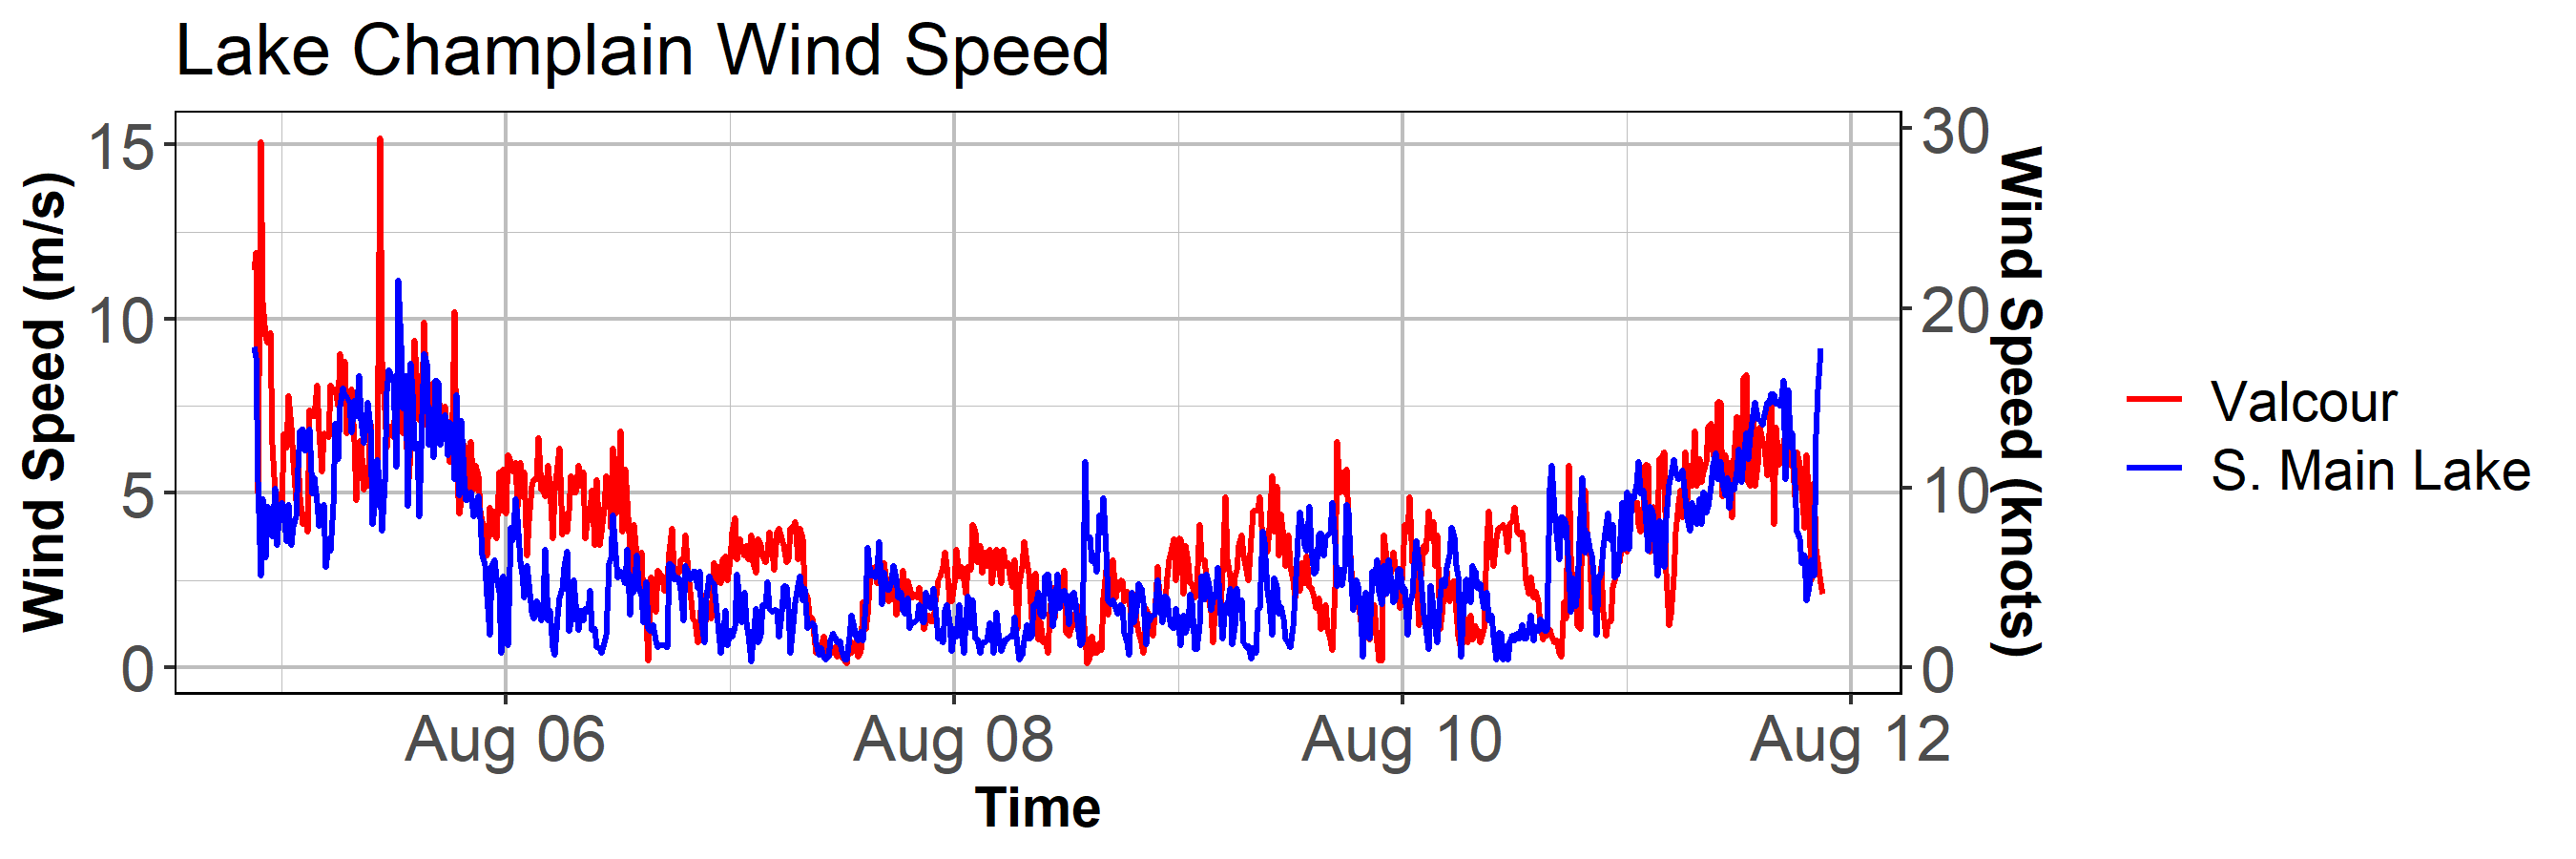 Lake Champlain Wind Speed
Wind Speed (m/s)
15
10
5
0
30
20
10
0
Wind Speed (knots)
Aug 06
Aug 08
Aug 10
Aug 12
Time
Valcour
S. Main Lake